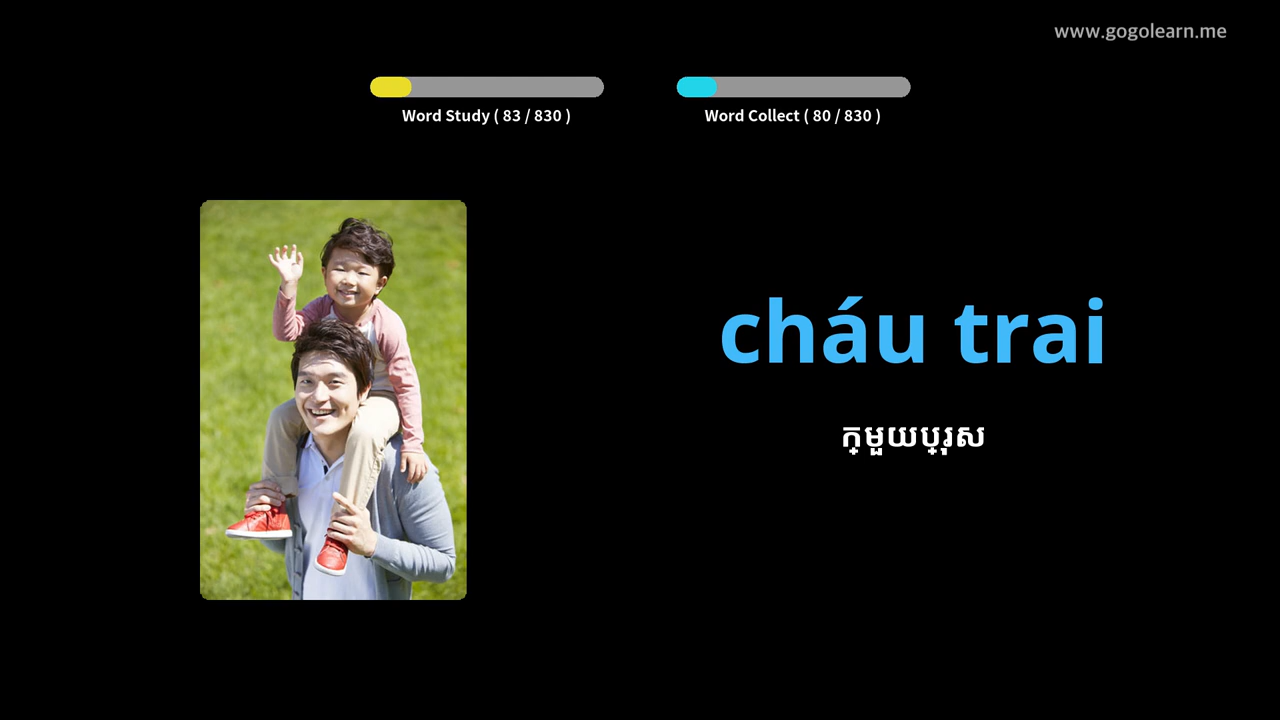 www.gogolearn.me
Word Study ( 83 / 830 )
Word Collect ( 80 / 830 )
cháu trai
ក្មួយប្រុស